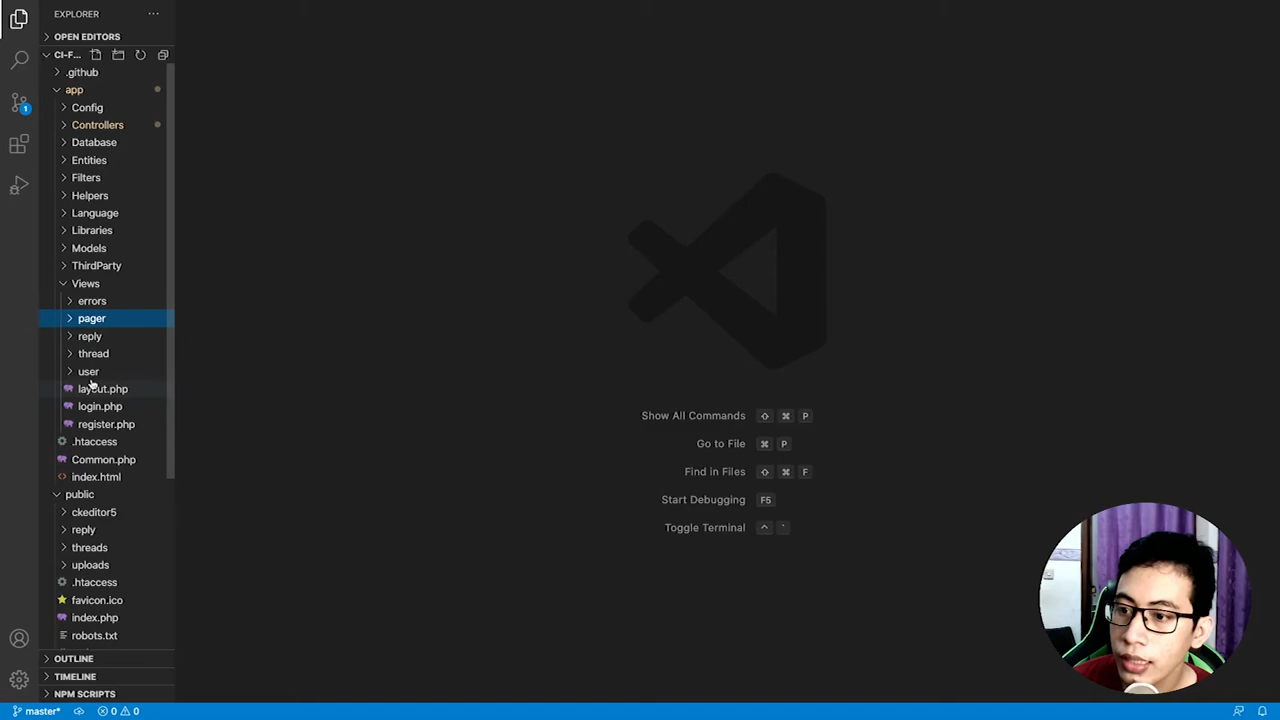 EXPLORER
OPEN EDITORS
CI-F...
.github
app
Config
Controllers
Database
Entities
Filters
Helpers
Language
Libraries
Models
ThirdParty
Views
errors
pager
reply
thread
user
layout.php
login.php
register.php
.htaccess
Common.php
index.html
public
ckeditor5
reply
threads
uploads
.htaccess
favicon.ico
index.php
robots.txt
OUTLINE
TIMELINE
NPM SCRIPTS
1
Show All Commands ⇧ ⌘ P
Go to File ⌘ P
Find in Files ⇧ ⌘ F
Start Debugging F5
Toggle Terminal ^ `
master* 0 0